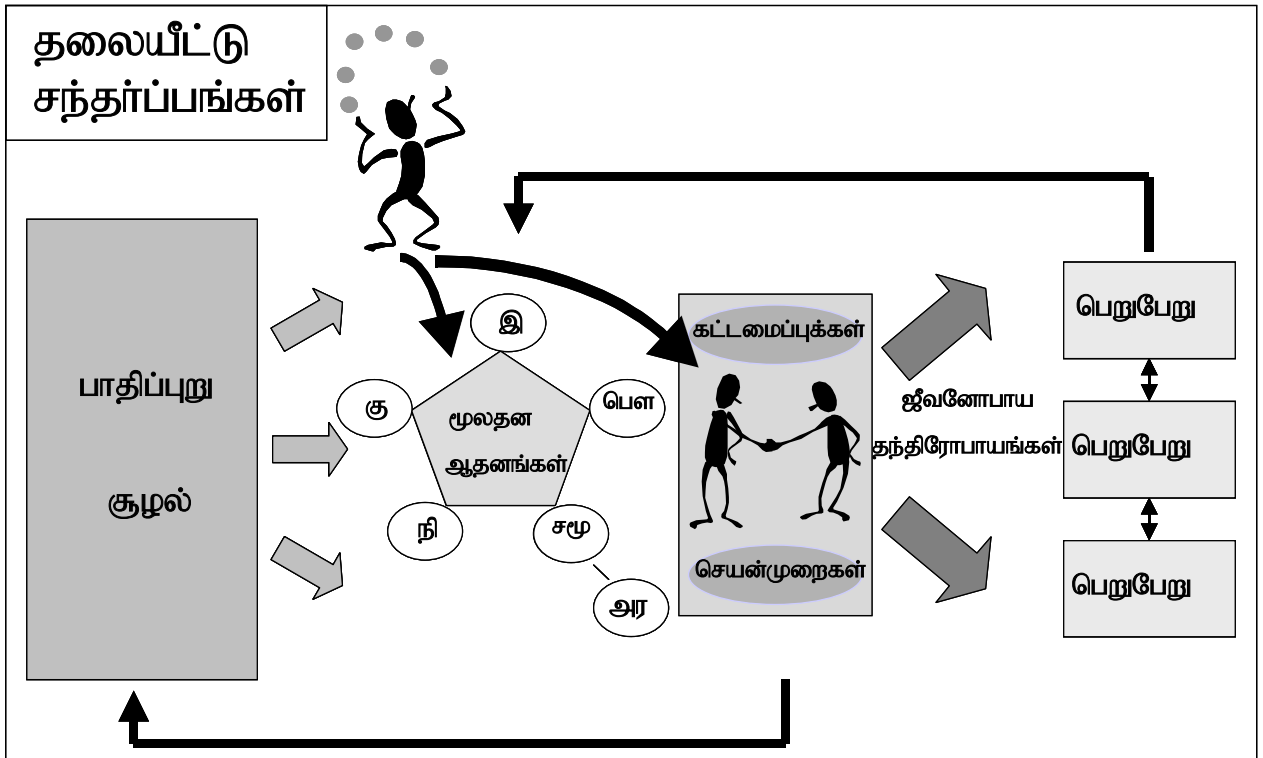 தலையீட்டு
சந்தர்ப்பங்கள்
பாதிப்புறு
சூழல்
இ
கு
பௌ
மூலதன
ஆதனங்கள்
நி
சமூ
அர
கட்டமைப்புக்கள்
செயன்முறைகள்
ஜீவனோபாய
தந்திரோபாயங்கள்
பெறுபேறு
பெறுபேறு
பெறுபேறு